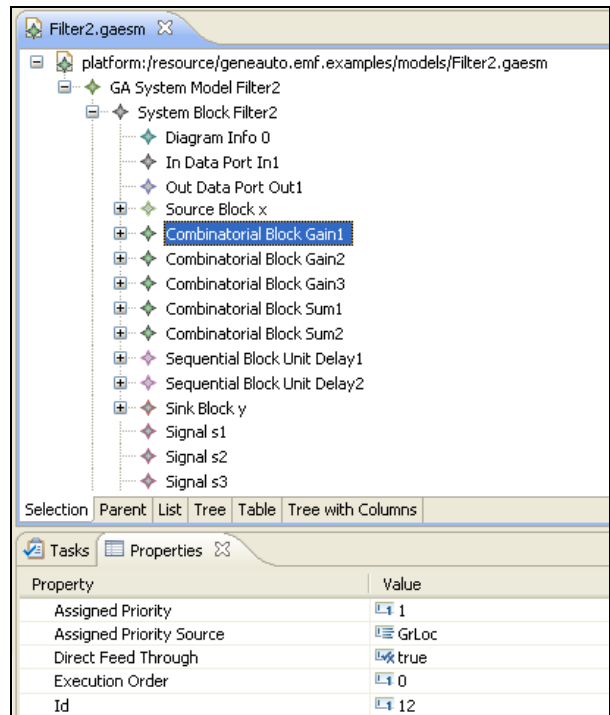 Filter2.gaesm
platform:/resource/geneauto.emf.examples/models/Filter2.gaesm
GA System Model Filter2
System Block Filter2
Diagram Info 0
In Data Port In1
Out Data Port Out1
Source Block x
Combinatorial Block Gain1
Combinatorial Block Gain2
Combinatorial Block Gain3
Combinatorial Block Sum1
Combinatorial Block Sum2
Sequential Block Unit Delay1
Sequential Block Unit Delay2
Sink Block y
Signal s1
Signal s2
Signal s3
Selection Parent List Tree Table Tree with Columns
Tasks Properties
Property Value
Assigned Priority 1
Assigned Priority Source GrLoc
Direct Feed Through true
Execution Order 0
Id 12